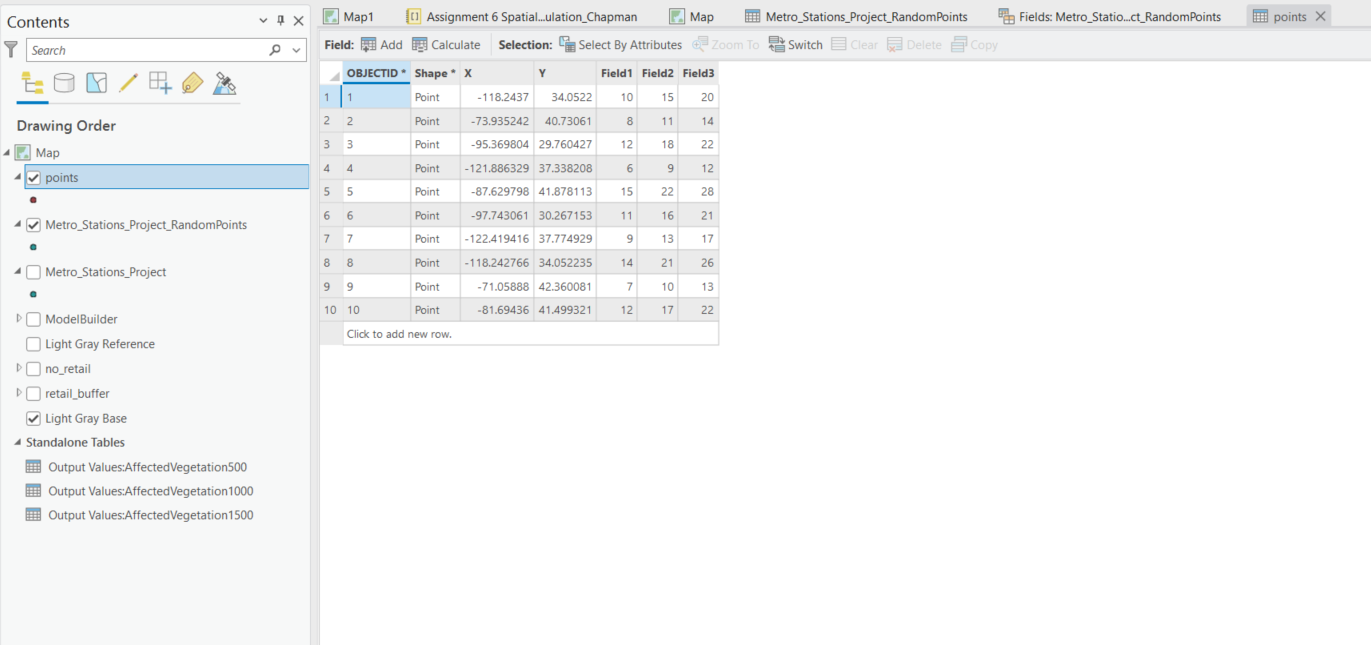 Contents
Search
Drawing Order
Map
points
Metro_Stations_Project_RandomPoints
Metro_Stations_Project
ModelBuilder
Light Gray Reference
no_retail
retail_buffer
Light Gray Base
Standalone Tables
Output Values:AffectedVegetation500
Output Values:AffectedVegetation1000
Output Values:AffectedVegetation1500
Map1 Assignment 6 Spatial...ulation_Chapman Map Metro_Stations_Project_RandomPoints Fields: Metro_Statio...ct_RandomPoints points
Field: Add Calculate Selection: Select By Attributes Zoom To Switch Clear Delete Copy
OBJECTID * Shape * X Y Field1 Field2 Field3
1 1 Point -118.2437 34.0522 10 15 20
2 2 Point -73.935242 40.73061 8 11 14
3 3 Point -95.369804 29.760427 12 18 22
4 4 Point -121.886329 37.338208 6 9 12
5 5 Point -87.629798 41.878113 15 22 28
6 6 Point -97.743061 30.267153 11 16 21
7 7 Point -122.419416 37.774929 9 13 17
8 8 Point -118.242766 34.052235 14 21 26
9 9 Point -71.05888 42.360081 7 10 13
10 10 Point -81.69436 41.499321 12 17 22
Click to add new row.